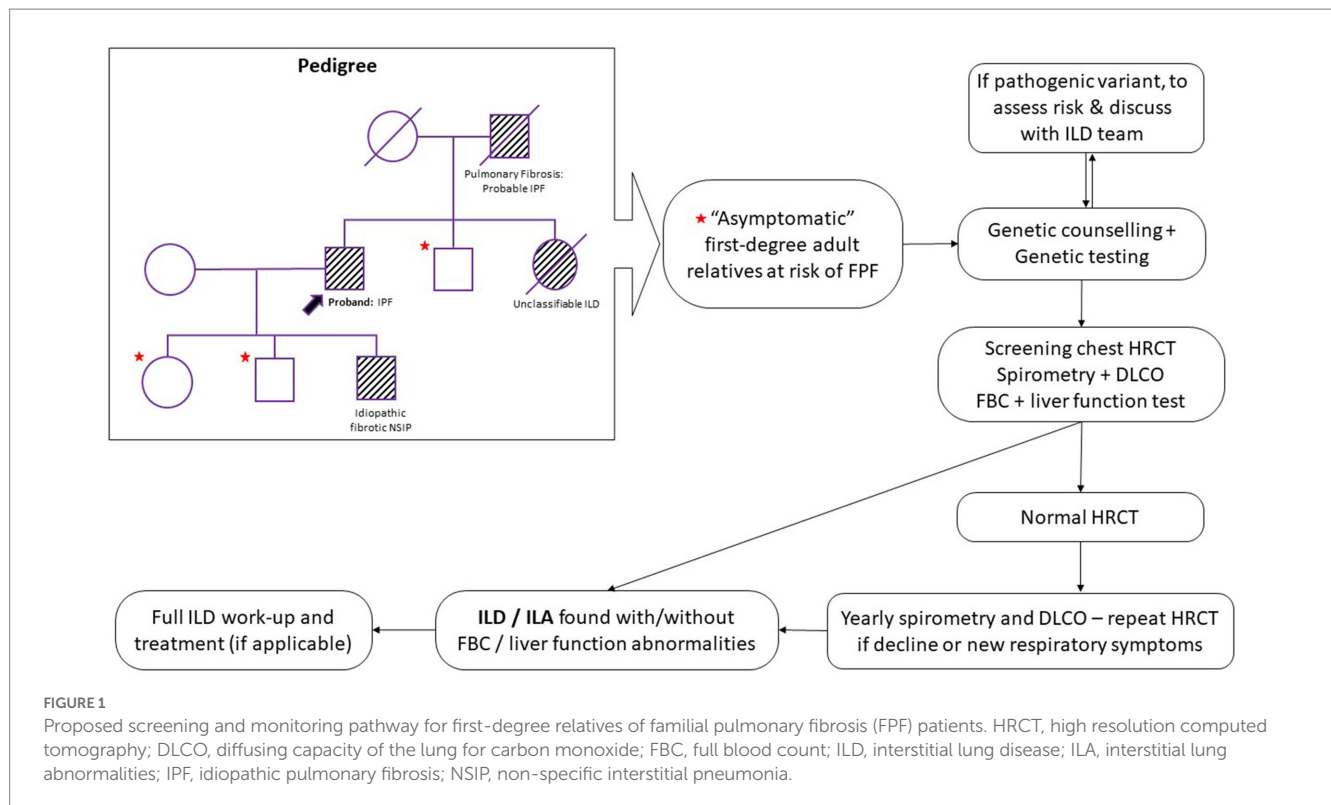 Pedigree
Pulmonary Fibrosis:
Probable IPF
Proband: IPF
Unclassifiable ILD
Idiopathic
fibrotic NSIP
"Asymptomatic"
first-degree adult
relatives at risk of FPF
If pathogenic variant, to
assess risk & discuss
with ILD team
Genetic counselling +
Genetic testing
Screening chest HRCT
Spirometry + DLCO
FBC + liver function test
Normal HRCT
Yearly spirometry and DLCO – repeat HRCT
if decline or new respiratory symptoms
ILD / ILA found with/without
FBC / liver function abnormalities
Full ILD work-up and
treatment (if applicable)
FIGURE 1
Proposed screening and monitoring pathway for first-degree relatives of familial pulmonary fibrosis (FPF) patients. HRCT, high resolution computed
tomography; DLCO, diffusing capacity of the lung for carbon monoxide; FBC, full blood count; ILD, interstitial lung disease; ILA, interstitial lung
abnormalities; IPF, idiopathic pulmonary fibrosis; NSIP, non-specific interstitial pneumonia.